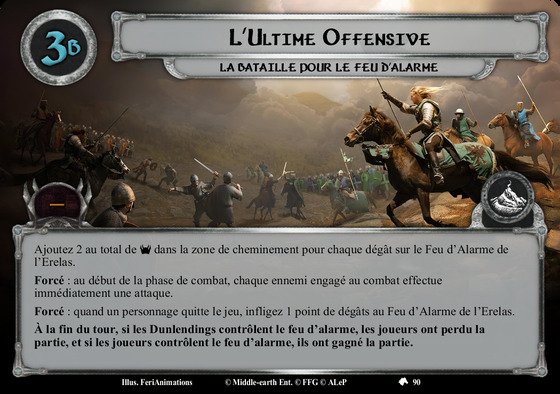 3B
L'Ultime Offensive
La Bataille pour le Feu d'Alarme
–
Ajoutez 2 au total de dans la zone de cheminement pour chaque dégât sur le Feu d'Alarme de
l'Erelas.
Forcé : au début de la phase de combat, chaque ennemi engagé au combat effectue
immédiatement une attaque.
Forcé : quand un personnage quitte le jeu, infligez 1 point de dégâts au Feu d'Alarme de l'Erelas.
À la fin du tour, si les Dunlendings contrôlent le feu d'alarme, les joueurs ont perdu la
partie, et si les joueurs contrôlent le feu d'alarme, ils ont gagné la partie.
Illus. FeriAnimations © Middle-earth Ent. © FFG © ALeP 90